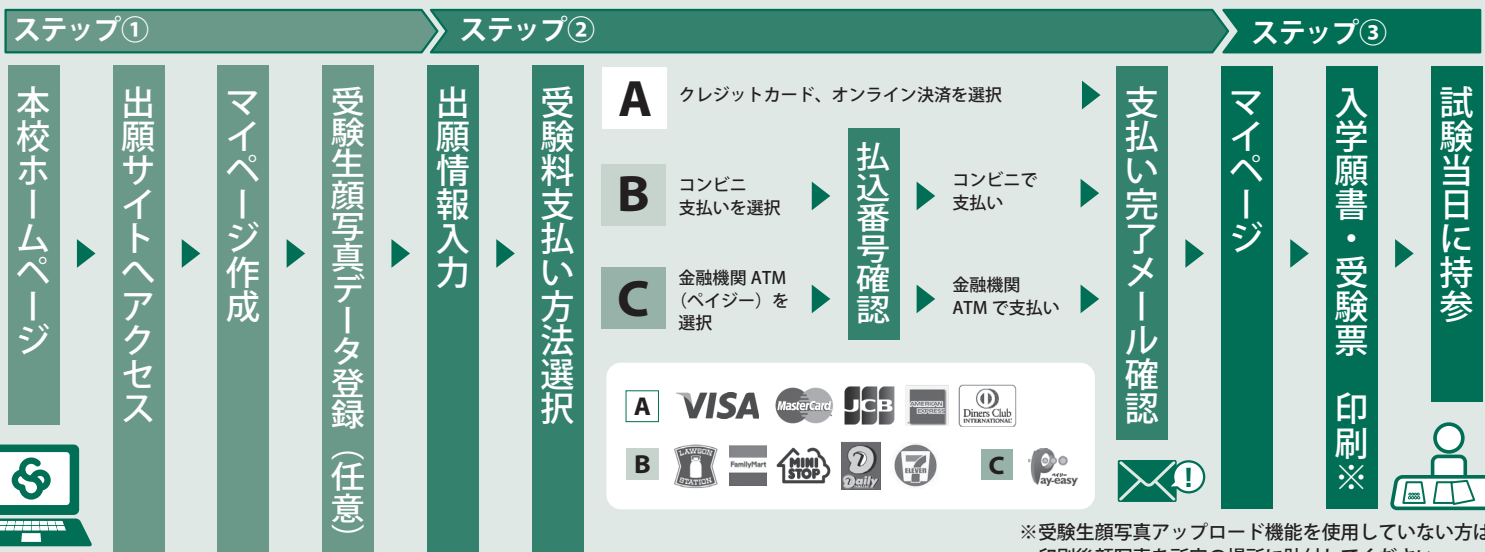 ステップ①
ステップ②
ステップ③
本校ホームページ
出願サイトへアクセス
マイページ作成
受験生顔写真データ登録（任意）
出願情報入力
受験料支払い方法選択
A
クレジットカード、オンライン決済を選択
B
コンビニ
支払いを選択
C
金融機関 ATM
（ペイジー）を
選択
払込番号確認
コンビニで
支払い
金融機関
ATM で支払い
支払い完了メール確認
マイページ
入学願書・受験票 印刷※
試験当日に持参
A
VISA
MasterCard
JCB
AMERICAN EXPRESS
Diners Club
INTERNATIONAL
B
LAWSON
STATION
FamilyMart
MINI
STOP
Daily
7 ELEVEN
C
ペイジー
Pay-easy
!
※受験生顔写真アップロード機能を使用していない方は